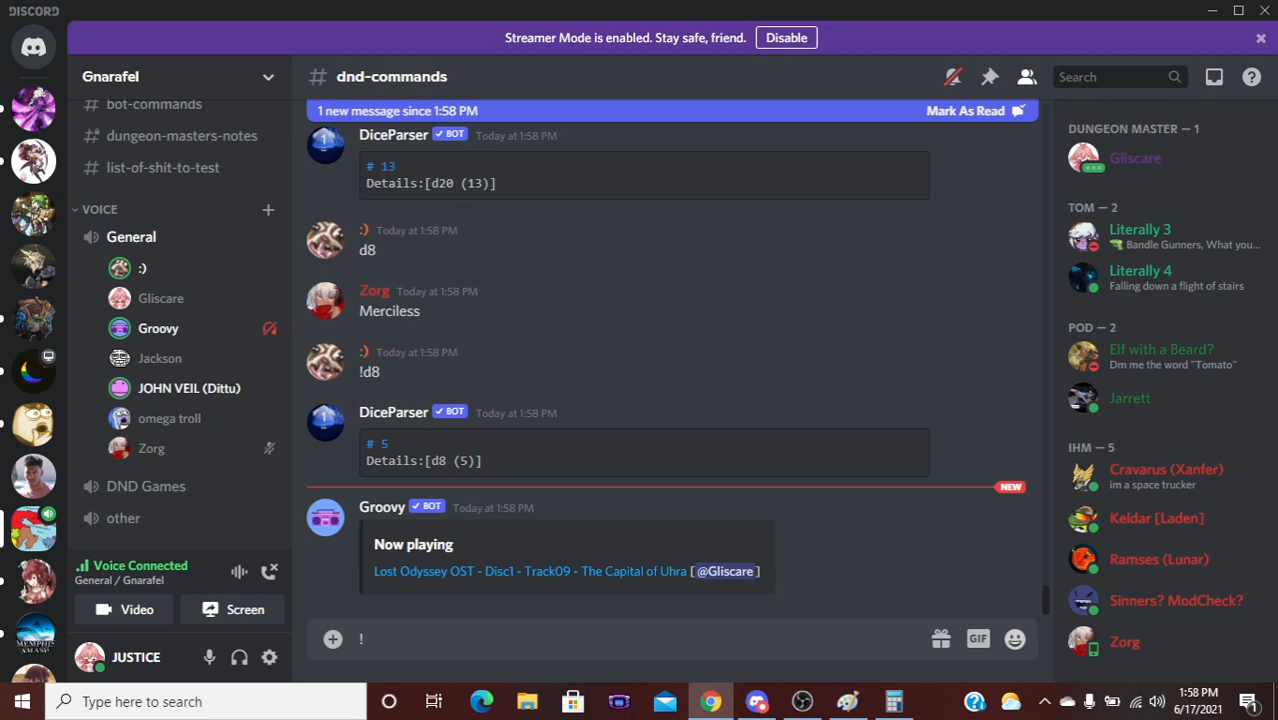 DISCORD
Streamer Mode is enabled. Stay safe, friend. Disable
Gnarafel
# bot-commands
# dungeon-masters-notes
# list-of-shit-to-test
VOICE +
General
:)
Gliscare
Groovy
Jackson
JOHN VEIL (Dittu)
omega troll
Zorg
DND Games
other
Voice Connected
General / Gnarafel
Video Screen
JUSTICE
# dnd-commands
Search
1 new message since 1:58 PM Mark As Read
DiceParser ✓ BOT Today at 1:58 PM
# 13
Details:[d20 (13)]
:) Today at 1:58 PM
d8
Zorg Today at 1:58 PM
Merciless
:) Today at 1:58 PM
!d8
DiceParser ✓ BOT Today at 1:58 PM
# 5
Details:[d8 (5)]
NEW
Groovy ✓ BOT Today at 1:58 PM
Now playing
Lost Odyssey OST - Disc1 - Track09 - The Capital of Uhra [@Gliscare]
!
GIF
DUNGEON MASTER — 1
Gliscare
TOM — 2
Literally 3
Bandle Gunners, What you...
Literally 4
Falling down a flight of stairs
POD — 2
Elf with a Beard?
Dm me the word "Tomato"
Jarrett
IHM — 5
Cravarus (Xanfer)
im a space trucker
Keldar [Laden]
Ramses (Lunar)
Sinners? ModCheck?
Zorg
MEMPHIS
SMASH
Type here to search
1:58 PM
6/17/2021
1